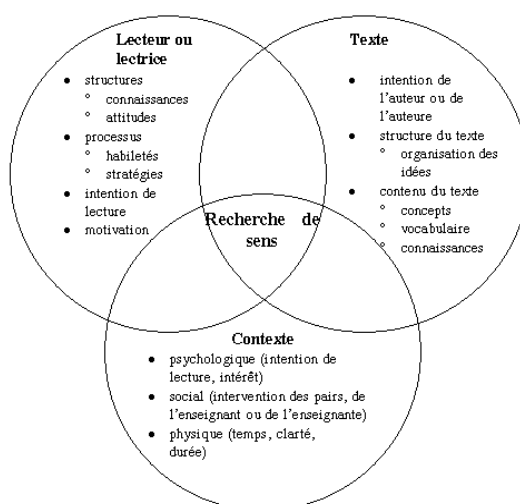 Lecteur ou
lectrice
● structures
° connaissances
° attitudes
● processus
° habiletés
° stratégies
● intention de
lecture
● motivation
Texte
● intention de
l'auteur ou de
l'auteure
● structure du texte
° organisation des
idées
● contenu du texte
° concepts
° vocabulaire
° connaissances
Recherche de
sens
Contexte
● psychologique (intention de
lecture, intérêt)
● social (intervention des pairs, de
l'enseignant ou de l'enseignante)
● physique (temps, clarté,
durée)